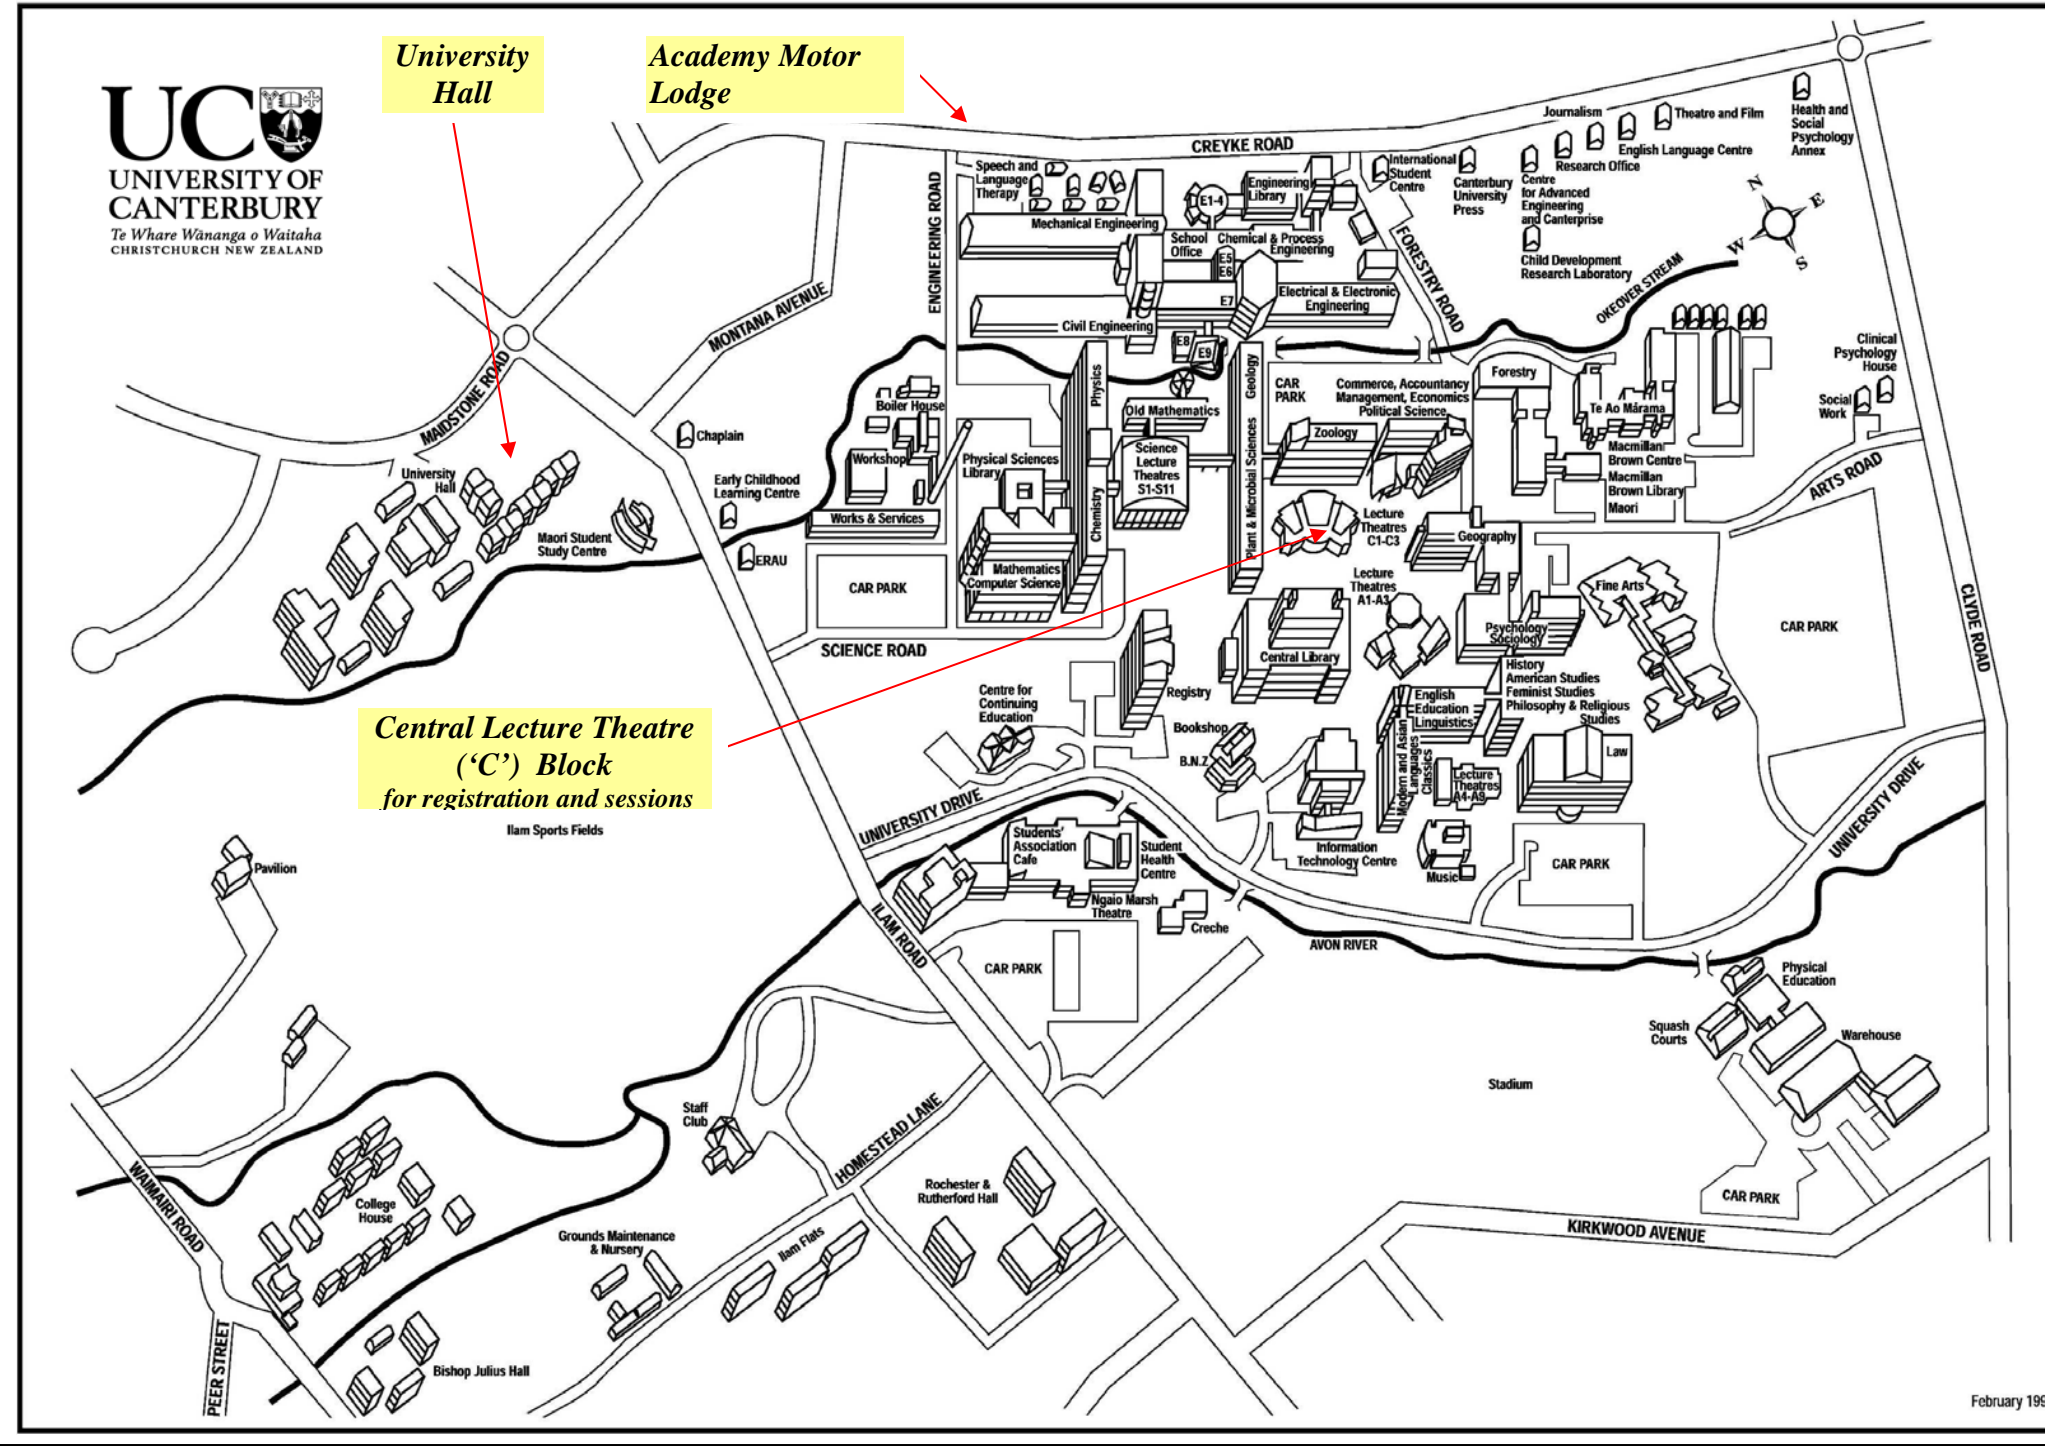 University
Hall
Academy Motor
Lodge
UC
UNIVERSITY OF
CANTERBURY
Te Whare Wānanga o Waitaha
CHRISTCHURCH NEW ZEALAND
Journalism
Theatre and Film
Health and
Social
Psychology
Annex
English Language Centre
Research Office
CREYKE ROAD
International
Student
Centre
Canterbury
University
Press
Centre
for Advanced
Engineering
and Canterprise
Child Development
Research Laboratory
N
E
W
S
Speech and
Language
Therapy
E1-4
Engineering
Library
Mechanical Engineering
School
Office
Chemical & Process
Engineering
E5
E6
E7
Electrical & Electronic
Engineering
Civil Engineering
E8
E9
ENGINEERING ROAD
FORESTRY ROAD
OKEOVER STREAM
MONTANA AVENUE
MAIDSTONE ROAD
Clinical
Psychology
House
Social
Work
ARTS ROAD
Boiler House
Workshop
Physical Sciences
Library
Works & Services
Physics
Chemistry
Old Mathematics
Science
Lecture
Theatres
S1-S11
Geology
Plant & Microbial Sciences
CAR
PARK
Commerce, Accountancy
Management, Economics
Political Science
Zoology
Forestry
Te Ao Márama
Macmillan
Brown Centre
Macmillan
Brown Library
Maori
Lecture
Theatres
C1-C3
Geography
Chaplain
Early Childhood
Learning Centre
ERAU
University
Hall
Maori Student
Study Centre
CAR PARK
Mathematics
Computer Science
SCIENCE ROAD
Lecture
Theatres
A1-A3
Fine Arts
CAR PARK
CLYDE ROAD
Psychology
Sociology
Central Library
History
American Studies
Feminist Studies
Philosophy & Religious
Studies
English
Education
Linguistics
Modern and Asian
Languages
Classics
Registry
Centre for
Continuing
Education
Bookshop
B.N.Z
Law
Lecture
Theatres
A4-A9
Central Lecture Theatre
(‘C’) Block
for registration and sessions
Ilam Sports Fields
UNIVERSITY DRIVE
Students'
Association
Cafe
Student
Health
Centre
Ngaio Marsh
Theatre
Creche
Information
Technology Centre
Music
CAR PARK
UNIVERSITY DRIVE
Pavilion
ILAM ROAD
CAR PARK
AVON RIVER
Physical
Education
Squash
Courts
Warehouse
Stadium
CAR PARK
Staff
Club
HOMESTEAD LANE
Rochester &
Rutherford Hall
KIRKWOOD AVENUE
WAIMAIRI ROAD
College
House
Grounds Maintenance
& Nursery
Ilam Flats
PEER STREET
Bishop Julius Hall
February 199